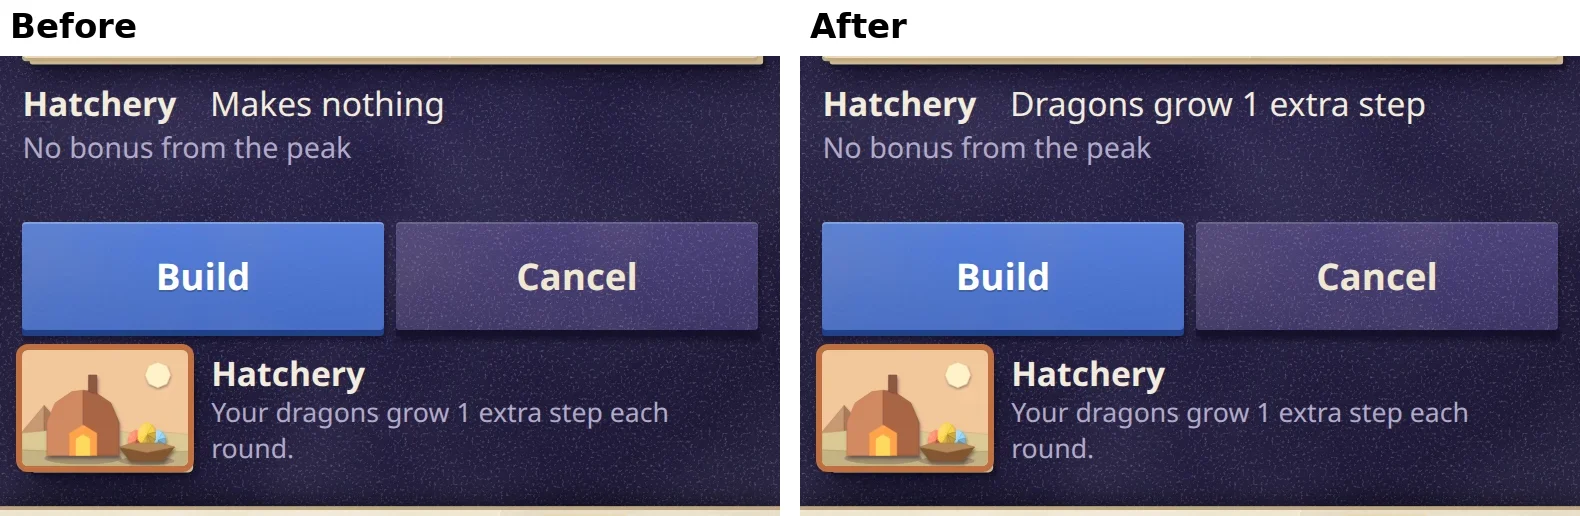 Before
Hatchery Makes nothing
No bonus from the peak
Build Cancel
Hatchery
Your dragons grow 1 extra step each
round.
After
Hatchery Dragons grow 1 extra step
No bonus from the peak
Build Cancel
Hatchery
Your dragons grow 1 extra step each
round.